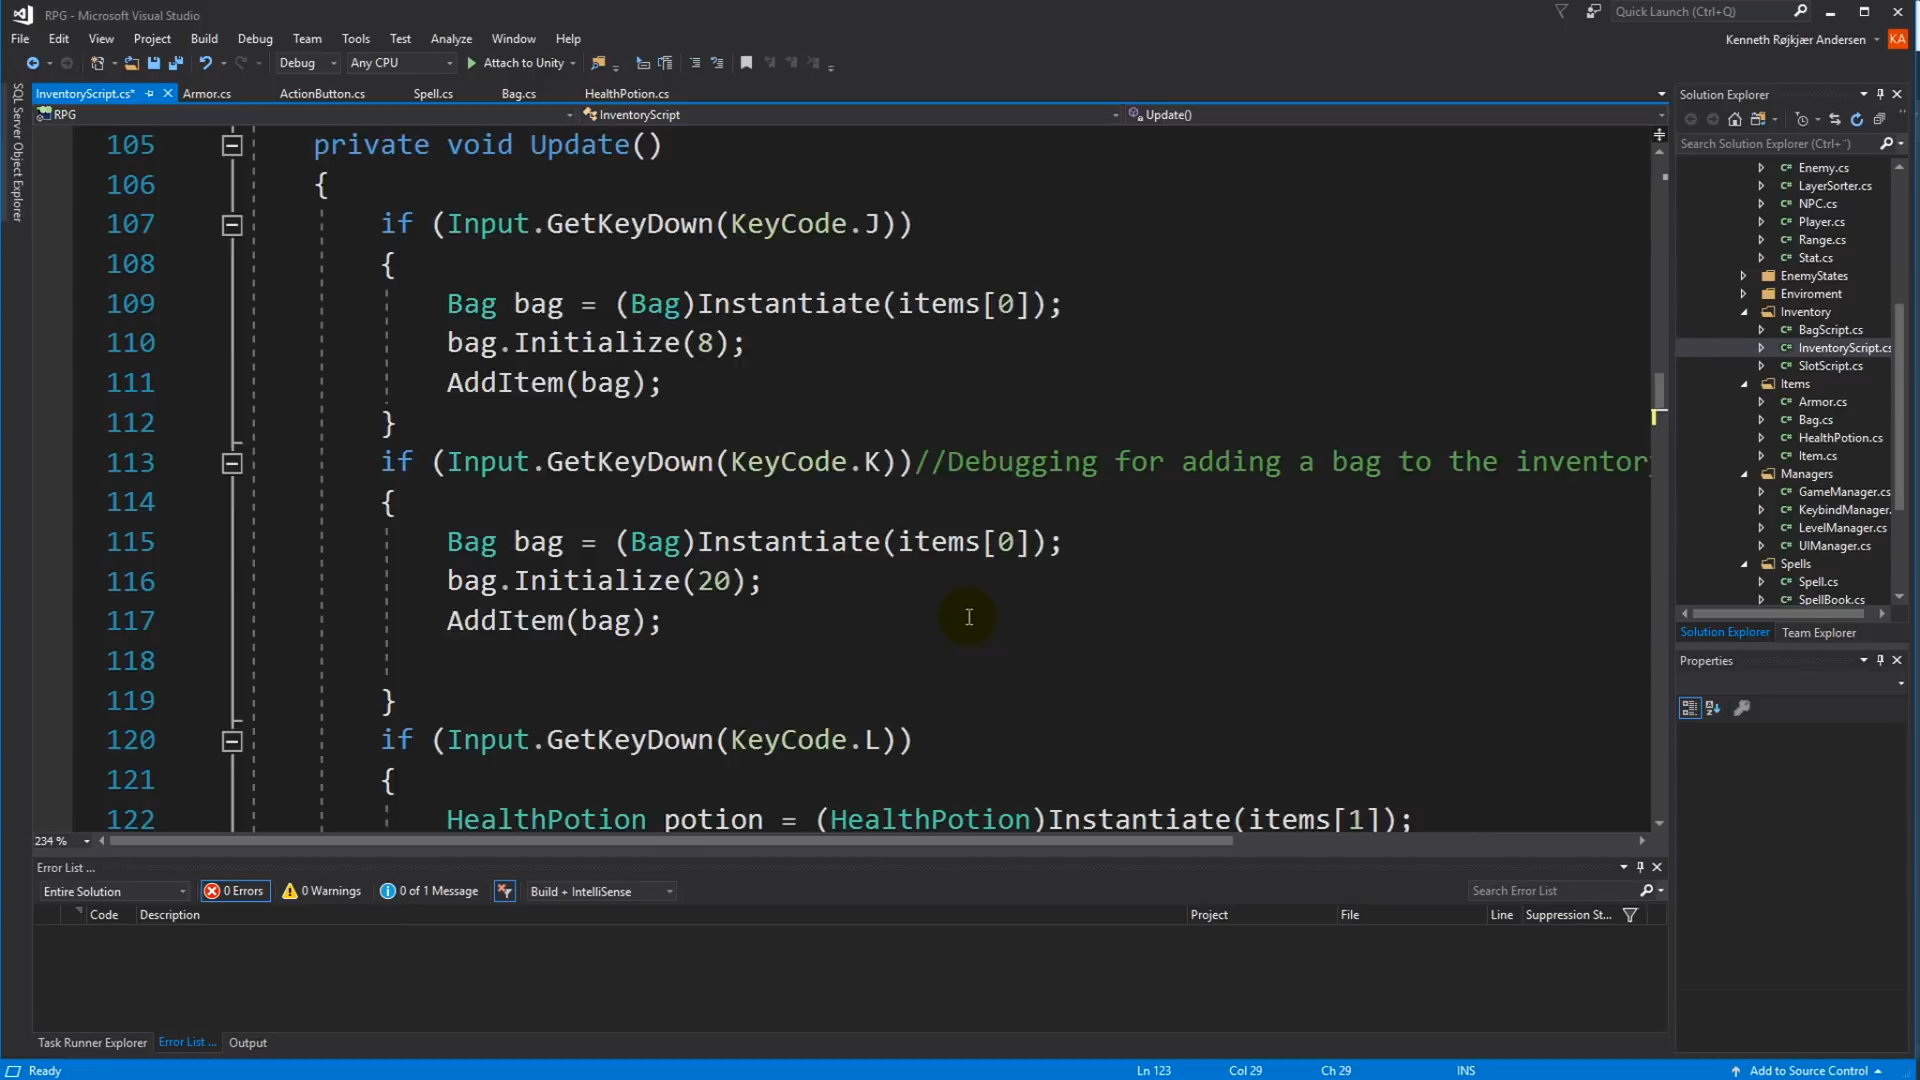 RPG - Microsoft Visual Studio
Quick Launch (Ctrl+Q)
File Edit View Project Build Debug Team Tools Test Analyze Window Help
Kenneth Røjkjær Andersen KA
Debug Any CPU Attach to Unity
InventoryScript.cs* Armor.cs ActionButton.cs Spell.cs Bag.cs HealthPotion.cs
RPG InventoryScript Update()
SQL Server Object Explorer
105 private void Update()
106 {
107 if (Input.GetKeyDown(KeyCode.J))
108 {
109 Bag bag = (Bag)Instantiate(items[0]);
110 bag.Initialize(8);
111 AddItem(bag);
112 }
113 if (Input.GetKeyDown(KeyCode.K))//Debugging for adding a bag to the inventory
114 {
115 Bag bag = (Bag)Instantiate(items[0]);
116 bag.Initialize(20);
117 AddItem(bag);
118
119 }
120 if (Input.GetKeyDown(KeyCode.L))
121 {
122 HealthPotion potion = (HealthPotion)Instantiate(items[1]);
234 %
Solution Explorer
Search Solution Explorer (Ctrl+¨)
C# Enemy.cs
C# LayerSorter.cs
C# NPC.cs
C# Player.cs
C# Range.cs
C# Stat.cs
EnemyStates
Enviroment
Inventory
C# BagScript.cs
C# InventoryScript.cs
C# SlotScript.cs
Items
C# Armor.cs
C# Bag.cs
C# HealthPotion.cs
C# Item.cs
Managers
C# GameManager.cs
C# KeybindManager.
C# LevelManager.cs
C# UIManager.cs
Spells
C# Spell.cs
C# SpellBook.cs
Solution Explorer Team Explorer
Properties
Error List ...
Entire Solution 0 Errors 0 Warnings 0 of 1 Message Build + IntelliSense Search Error List
Code Description Project File Line Suppression St...
Task Runner Explorer Error List ... Output
Ready Ln 123 Col 29 Ch 29 INS Add to Source Control